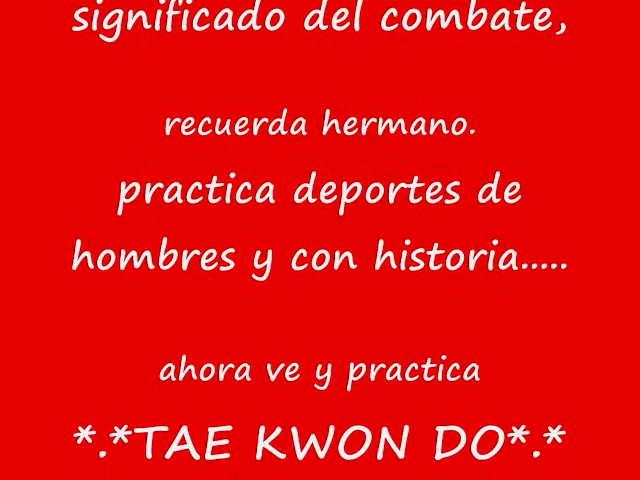 significado del combate,
recuerda hermano.
practica deportes de
hombres y con historia.....
ahora ve y practica
*.*TAE KWON DO*.*